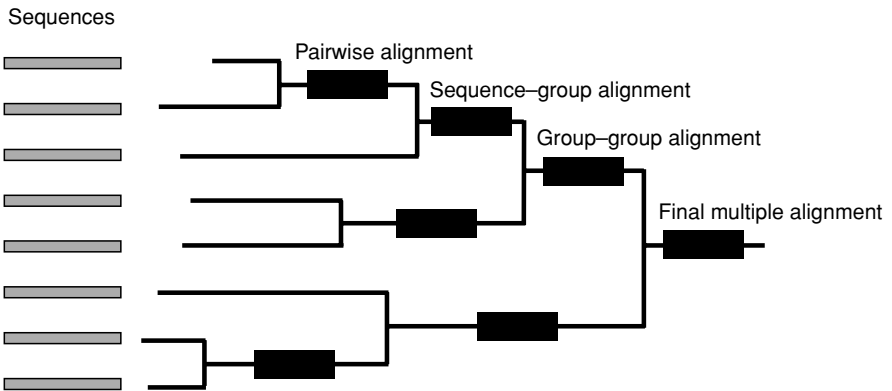 Sequences
Pairwise alignment
Sequence–group alignment
Group–group alignment
Final multiple alignment